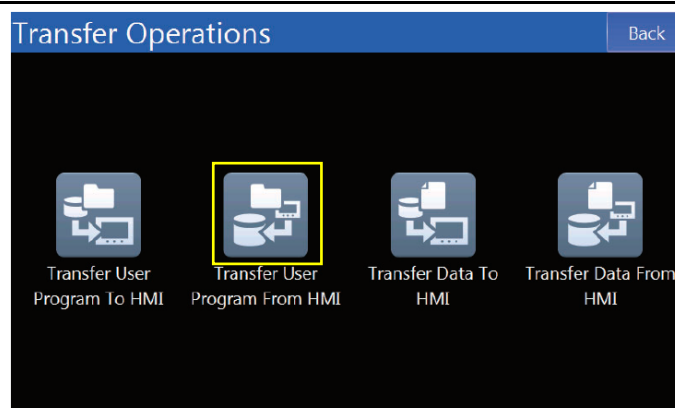 Transfer Operations
Back
Transfer User
Program To HMI
Transfer User
Program From HMI
Transfer Data To
HMI
Transfer Data From
HMI